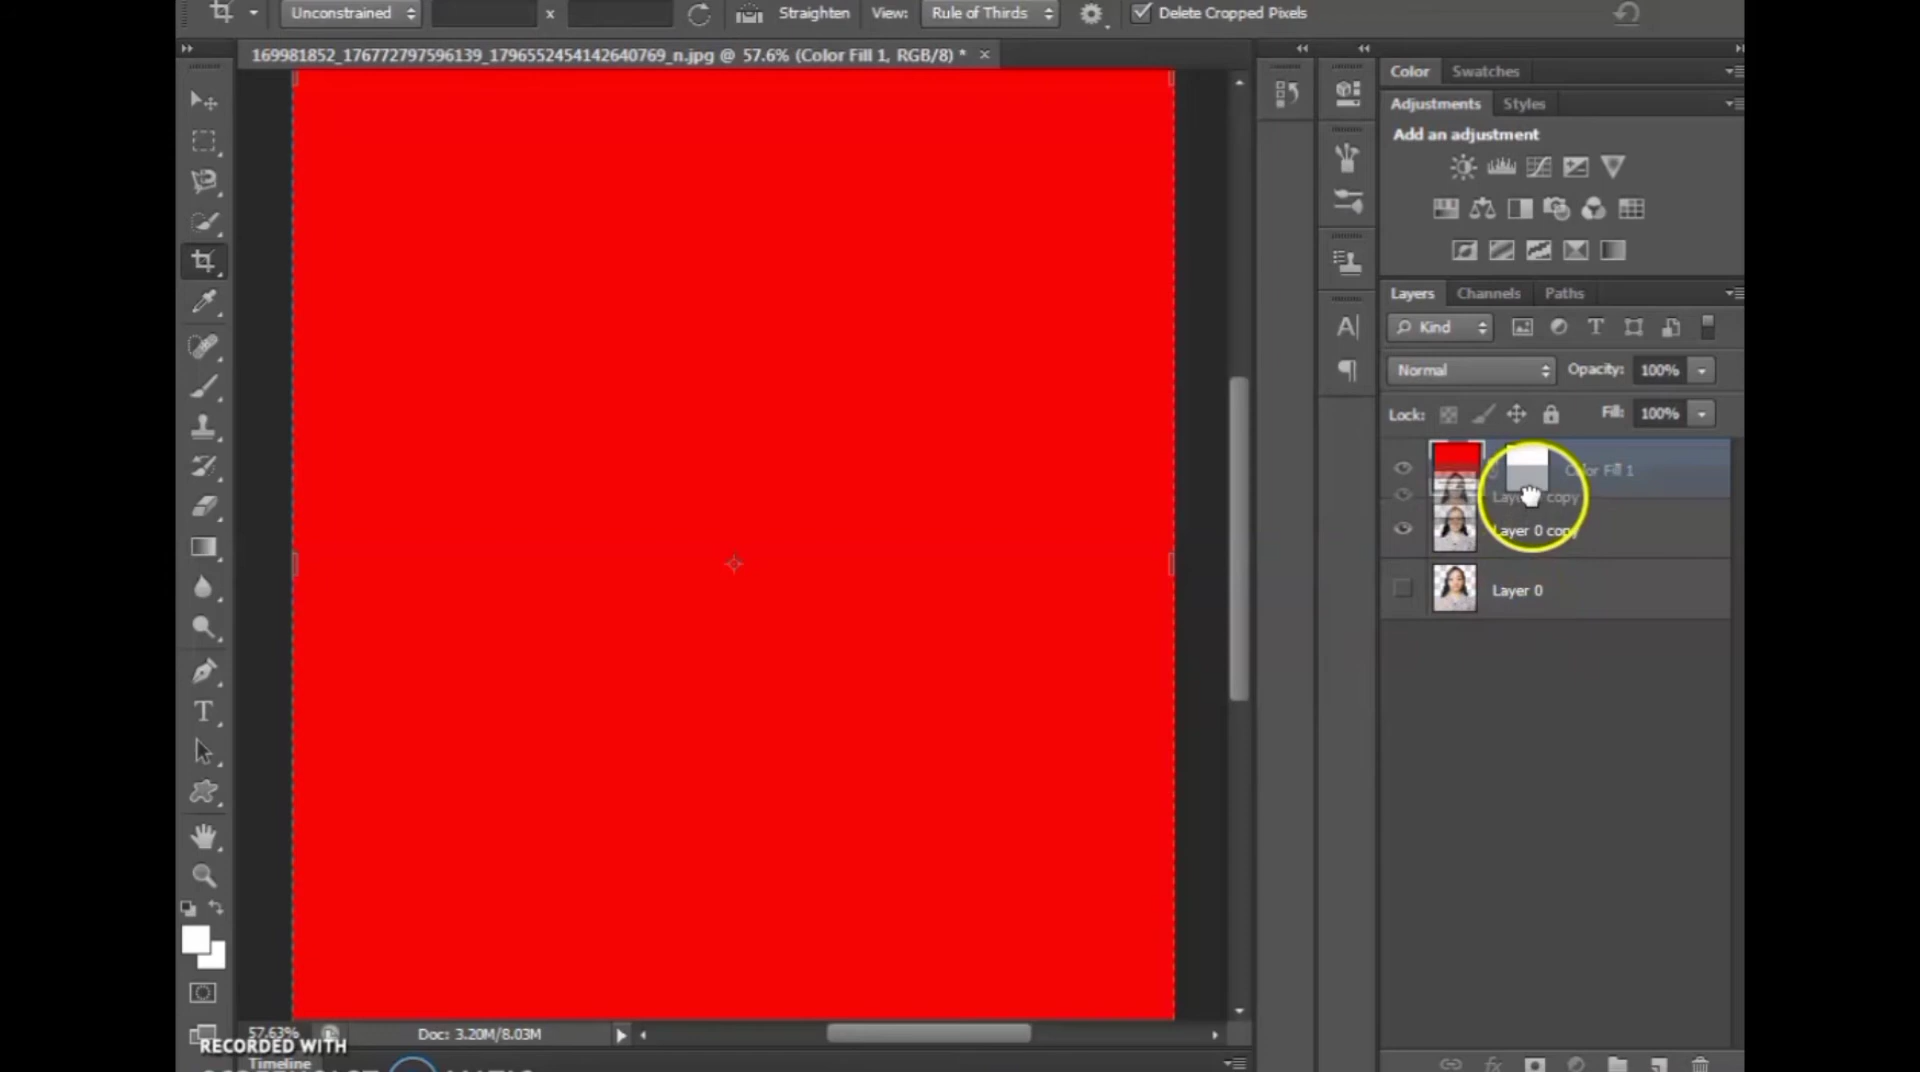 Unconstrained x Straighten View: Rule of Thirds Delete Cropped Pixels
169981852_176772797596139_1796552454142640769_n.jpg @ 57.6% (Color Fill 1, RGB/8) *
Color Swatches
Adjustments Styles
Add an adjustment
Layers Channels Paths
Kind
Normal Opacity: 100%
Lock: Fill: 100%
Color Fill 1
Layer 0 copy
Layer 0 copy
Layer 0
57.63% Doc: 3.20M/8.03M
RECORDED WITH
Timeline